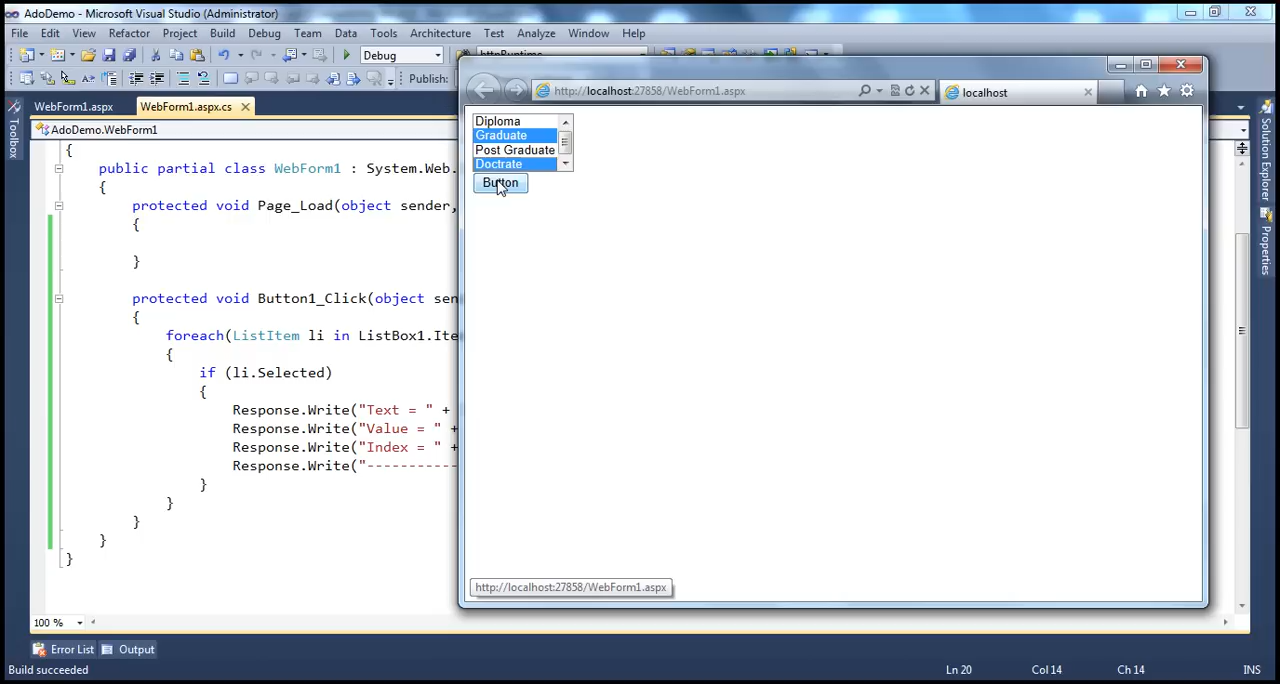 AdoDemo - Microsoft Visual Studio (Administrator)
File Edit View Refactor Project Build Debug Team Data Tools Architecture Test Analyze Window Help
Debug httpRuntime
Publish:
WebForm1.aspx WebForm1.aspx.cs
AdoDemo.WebForm1
Toolbox
{
public partial class WebForm1 : System.Web.
{
protected void Page_Load(object sender,
{
}
protected void Button1_Click(object sen
{
foreach(ListItem li in ListBox1.Ite
{
if (li.Selected)
{
Response.Write("Text = " +
Response.Write("Value = " +
Response.Write("Index = " +
Response.Write("-----------
}
}
}
}
}
100 %
Error List Output
Build succeeded
Ln 20 Col 14 Ch 14 INS
http://localhost:27858/WebForm1.aspx
localhost
Diploma
Graduate
Post Graduate
Doctrate
Button
http://localhost:27858/WebForm1.aspx
Solution Explorer
Properties